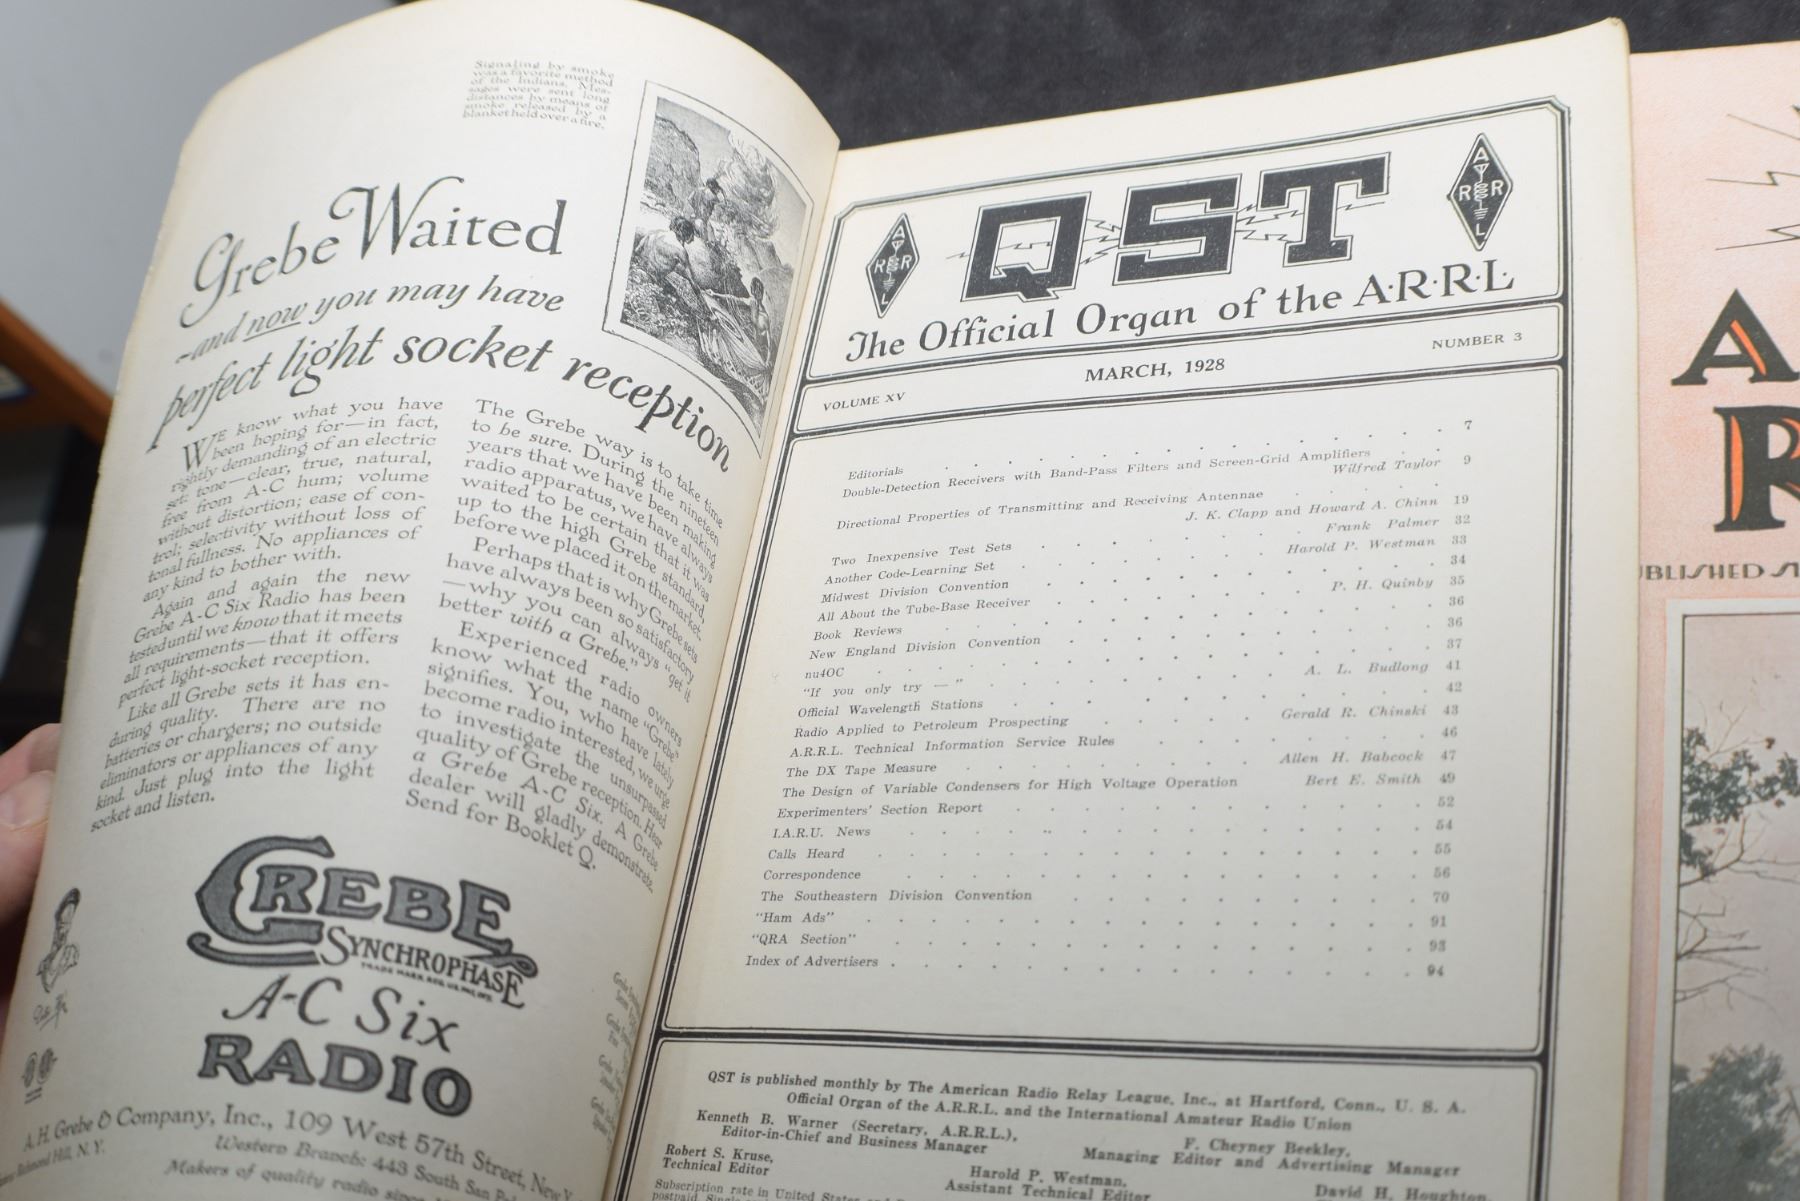 Signaling by smoke
was a favorite method
of the Indians. Mes-
sages were sent long
distances by means of
smoke released by a
blanket held over a fire.
Grebe Waited
-and now you may have
perfect light socket reception
WE know what you have
been hoping for—in fact,
rightly demanding of an electric
set: tone—clear, true, natural,
free from A-C hum; volume
without distortion; ease of con-
trol; selectivity without loss of
tonal fullness. No appliances of
any kind to bother with.
Again and again the new
Grebe A-C Six Radio has been
tested until we know that it meets
all requirements—that it offers
perfect light-socket reception.
Like all Grebe sets it has en-
during quality. There are no
batteries or chargers; no outside
eliminators or appliances of any
kind. Just plug into the light
socket and listen.
The Grebe way is to take time
to be sure. During the nineteen
years that we have been making
radio apparatus, we have always
waited to be certain that it was
up to the high Grebe standard,
before we placed it on the market.
Perhaps that is why Grebe sets
have always been so satisfactory
—why you can always "get it
better with a Grebe."
Experienced radio owners
know what the name "Grebe"
signifies. You, who have lately
become radio interested, we urge
to investigate the unsurpassed
quality of Grebe reception. Hear
a Grebe A-C Six. A Grebe
dealer will gladly demonstrate.
Send for Booklet Q.
GREBE
SYNCHROPHASE
TRADE MARK REG. U.S. PAT. OFF.
A-C Six
RADIO
A. H. Grebe & Company, Inc., 109 West 57th Street, New Y
Richmond Hill, N. Y.
Western Branch: 443 South San P
Makers of quality radio since
A
R R
L
QST
A
R R
L
The Official Organ of the A·R·R·L·
VOLUME XV
MARCH, 1928
NUMBER 3
Editorials 7
Double-Detection Receivers with Band-Pass Filters and Screen-Grid Amplifiers
Wilfred Taylor 9
Directional Properties of Transmitting and Receiving Antennae
J. K. Clapp and Howard A. Chinn 19
Two Inexpensive Test Sets Frank Palmer 32
Another Code-Learning Set Harold P. Westman 33
Midwest Division Convention 34
All About the Tube-Base Receiver P. H. Quinby 35
Book Reviews 36
New England Division Convention 36
nu4OC 37
"If you only try —" A. L. Budlong 41
Official Wavelength Stations 42
Radio Applied to Petroleum Prospecting Gerald R. Chinski 43
A.R.R.L. Technical Information Service Rules 46
The DX Tape Measure Allen H. Babcock 47
The Design of Variable Condensers for High Voltage Operation Bert E. Smith 49
Experimenters' Section Report 52
I.A.R.U. News 54
Calls Heard 55
Correspondence 56
The Southeastern Division Convention 70
"Ham Ads" 91
"QRA Section" 93
Index of Advertisers 94
QST is published monthly by The American Radio Relay League, Inc., at Hartford, Conn., U. S. A.
Official Organ of the A.R.R.L. and the International Amateur Radio Union
Kenneth B. Warner (Secretary, A.R.R.L.),
Editor-in-Chief and Business Manager
F. Cheyney Beekley,
Managing Editor and Advertising Manager
Robert S. Kruse,
Technical Editor
Harold P. Westman,
Assistant Technical Editor
David H. Houghton,
Subscription rate in United States and
postpaid.
A
R
UBLISHED